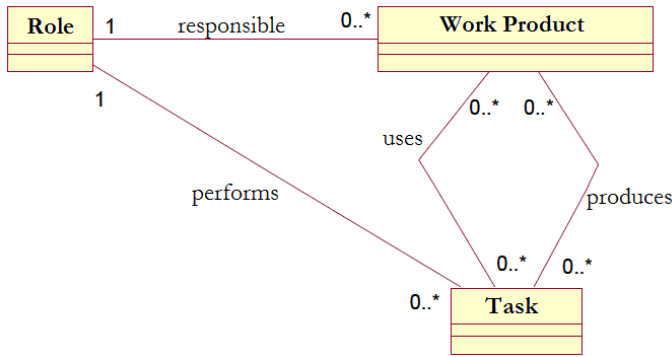 Role
1
responsible
0..*
Work Product
1
0..*
0..*
uses
performs
produces
0..*
0..*
0..*
Task